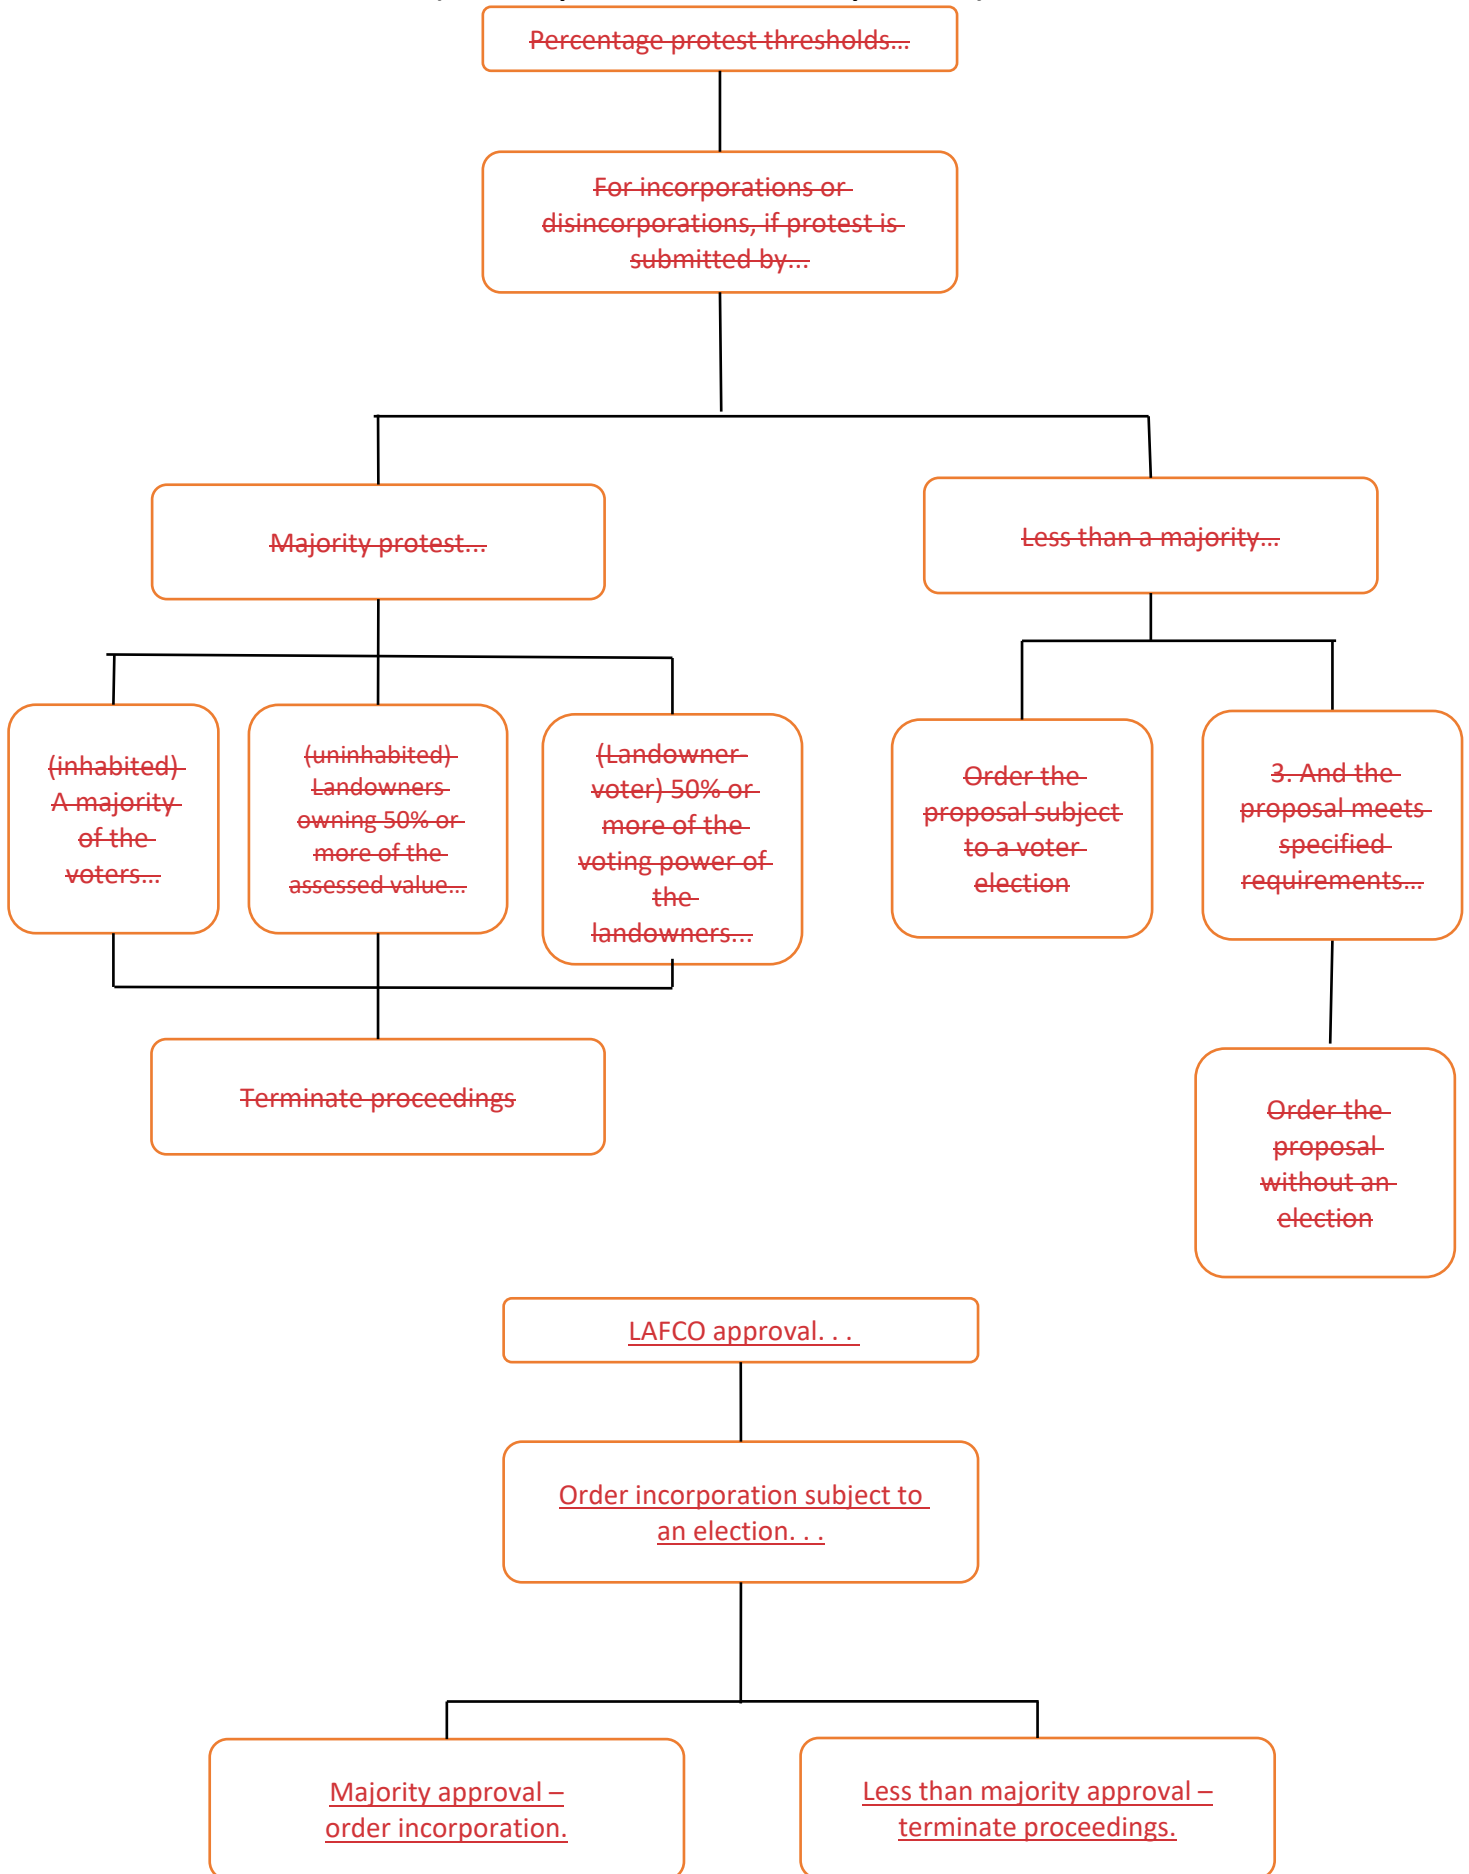 Percentage protest thresholds...
For incorporations or
disincorporations, if protest is
submitted by...
Majority protest...
Less than a majority...
(inhabited)
A majority
of the
voters...
(uninhabited)
Landowners
owning 50% or
more of the
assessed value...
(Landowner-
voter) 50% or
more of the
voting power of
the
landowners...
Order the
proposal subject
to a voter
election
3. And the
proposal meets
specified
requirements...
Terminate proceedings
Order the
proposal
without an
election
LAFCO approval. . .
Order incorporation subject to
an election. . .
Majority approval –
order incorporation.
Less than majority approval –
terminate proceedings.